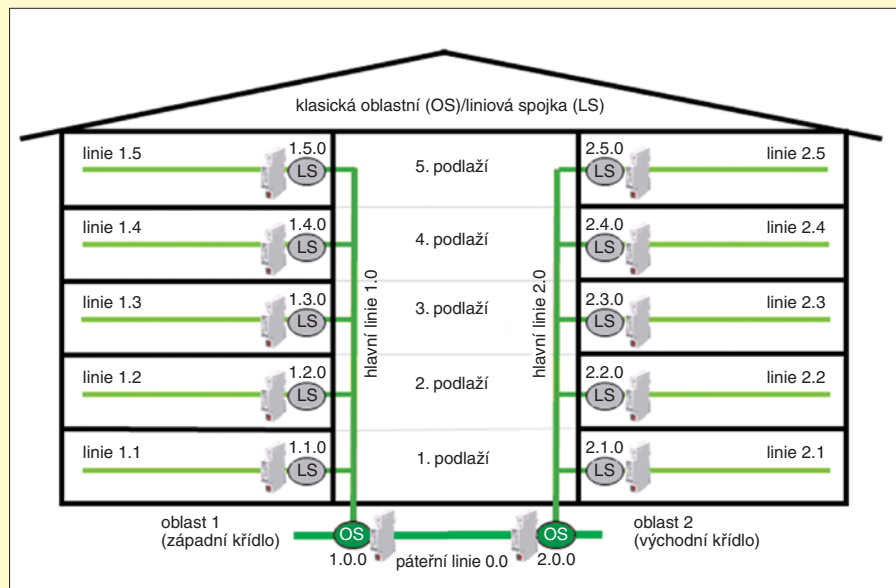 klasická oblastní (OS)/liniová spojka (LS)
linie 1.5
1.5.0
LS
5. podlaží
2.5.0
LS
linie 2.5
linie 1.4
1.4.0
LS
4. podlaží
2.4.0
LS
linie 2.4
hlavní linie 1.0
hlavní linie 2.0
linie 1.3
1.3.0
LS
3. podlaží
2.3.0
LS
linie 2.3
linie 1.2
1.2.0
LS
2. podlaží
2.2.0
LS
linie 2.2
linie 1.1
1.1.0
LS
1. podlaží
2.1.0
LS
linie 2.1
oblast 1
(západní křídlo)
OS
1.0.0
páteřní linie 0.0
OS
2.0.0
oblast 2
(východní křídlo)